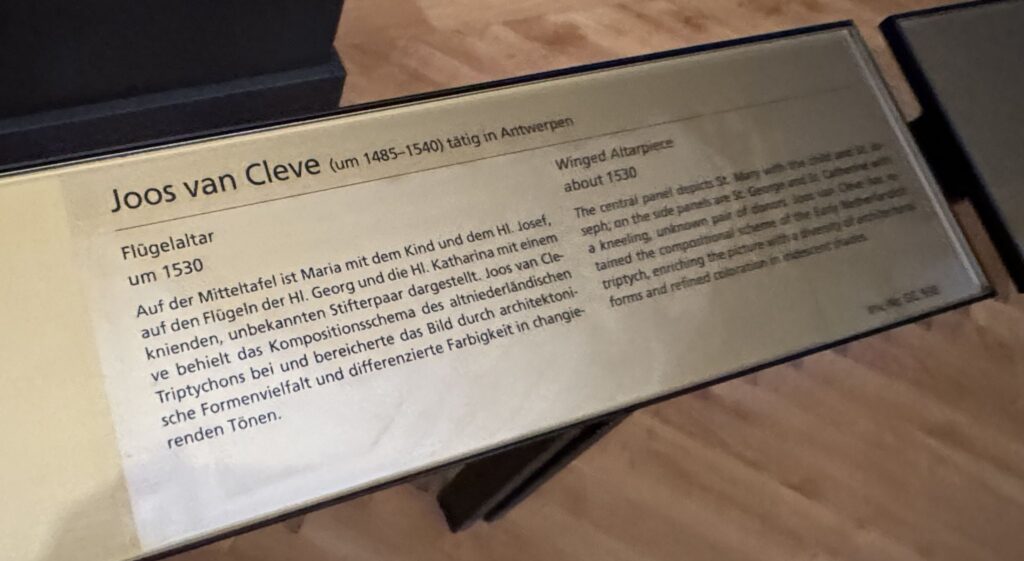 Joos van Cleve (um 1485–1540) tätig in Antwerpen
Flügelaltar
um 1530
Auf der Mitteltafel ist Maria mit dem Kind und dem Hl. Josef,
auf den Flügeln der Hl. Georg und die Hl. Katharina mit einem
knienden, unbekannten Stifterpaar dargestellt. Joos van Cle-
ve behielt das Kompositionsschema des altniederländischen
Triptychons bei und bereicherte das Bild durch architektoni-
sche Formenvielfalt und differenzierte Farbigkeit in changie-
renden Tönen.
Winged Altarpiece
about 1530
The central panel depicts St. Mary with the child and St. Jo-
seph; on the side panels are St. George and St. Catherine with
a kneeling, unknown pair of donors. Joos van Cleve has re-
tained the compositional scheme of the Early Netherlandish
triptych, enriching the picture with a diversity of architectural
forms and refined coloration in iridescent shades.